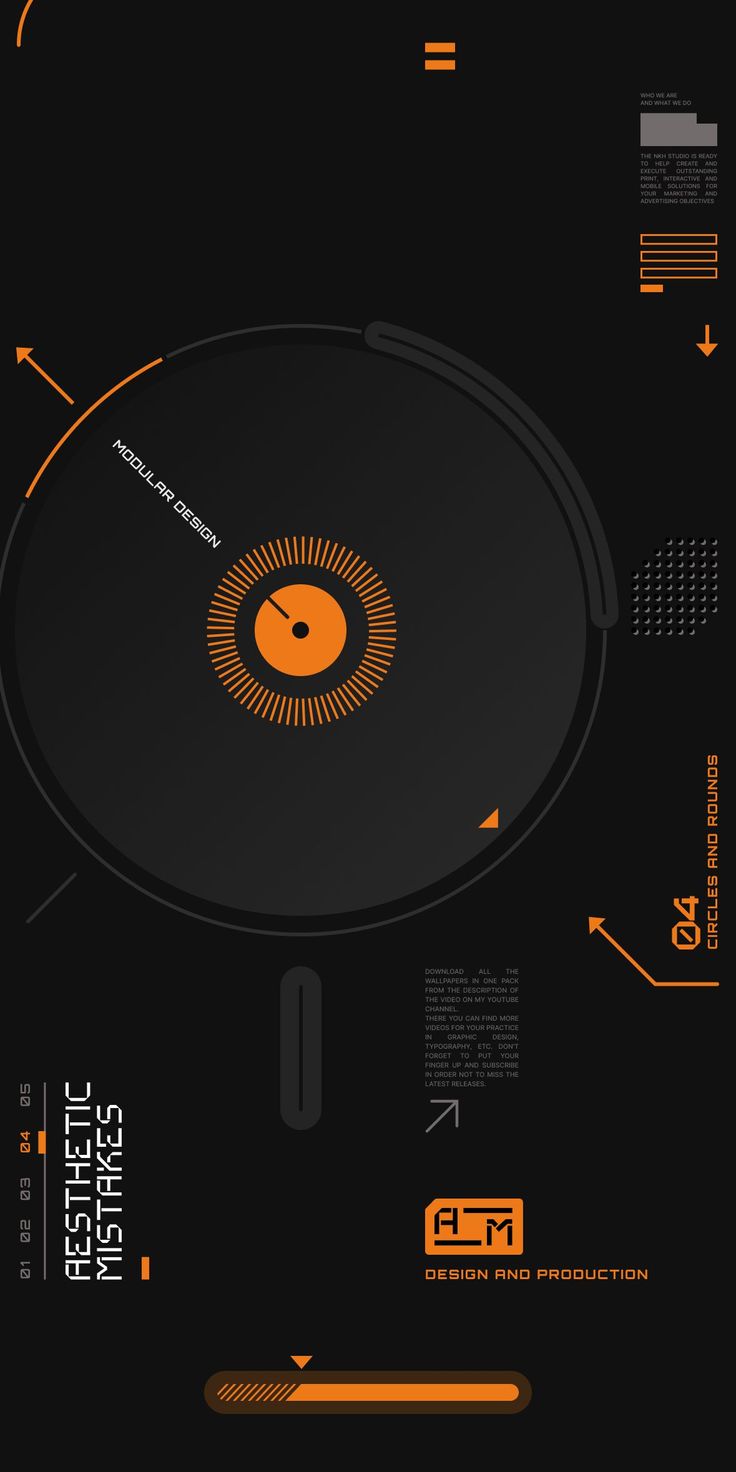 01 02 03 04 05
AESTHETIC
MISTAKES
MODULAR DESIGN
ALM
DESIGN AND PRODUCTION
DOWNLOAD ALL THE
WALLPAPERS IN ONE PACK
FROM THE DESCRIPTION OF
THE VIDEO ON MY YOUTUBE
CHANNEL.
THERE YOU CAN FIND MORE
VIDEOS FOR YOUR PRACTICE
IN GRAPHIC DESIGN,
TYPOGRAPHY, ETC. DON'T
FORGET TO PUT YOUR
FINGER UP AND SUBSCRIBE
IN ORDER NOT TO MISS THE
LATEST RELEASES.
04
CIRCLES AND ROUNDS
WHO WE ARE
AND WHAT WE DO
THE NKH STUDIO IS READY
TO HELP CREATE AND
EXECUTE OUTSTANDING
PRINT, INTERACTIVE AND
MOBILE SOLUTIONS FOR
YOUR MARKETING AND
ADVERTISING OBJECTIVES